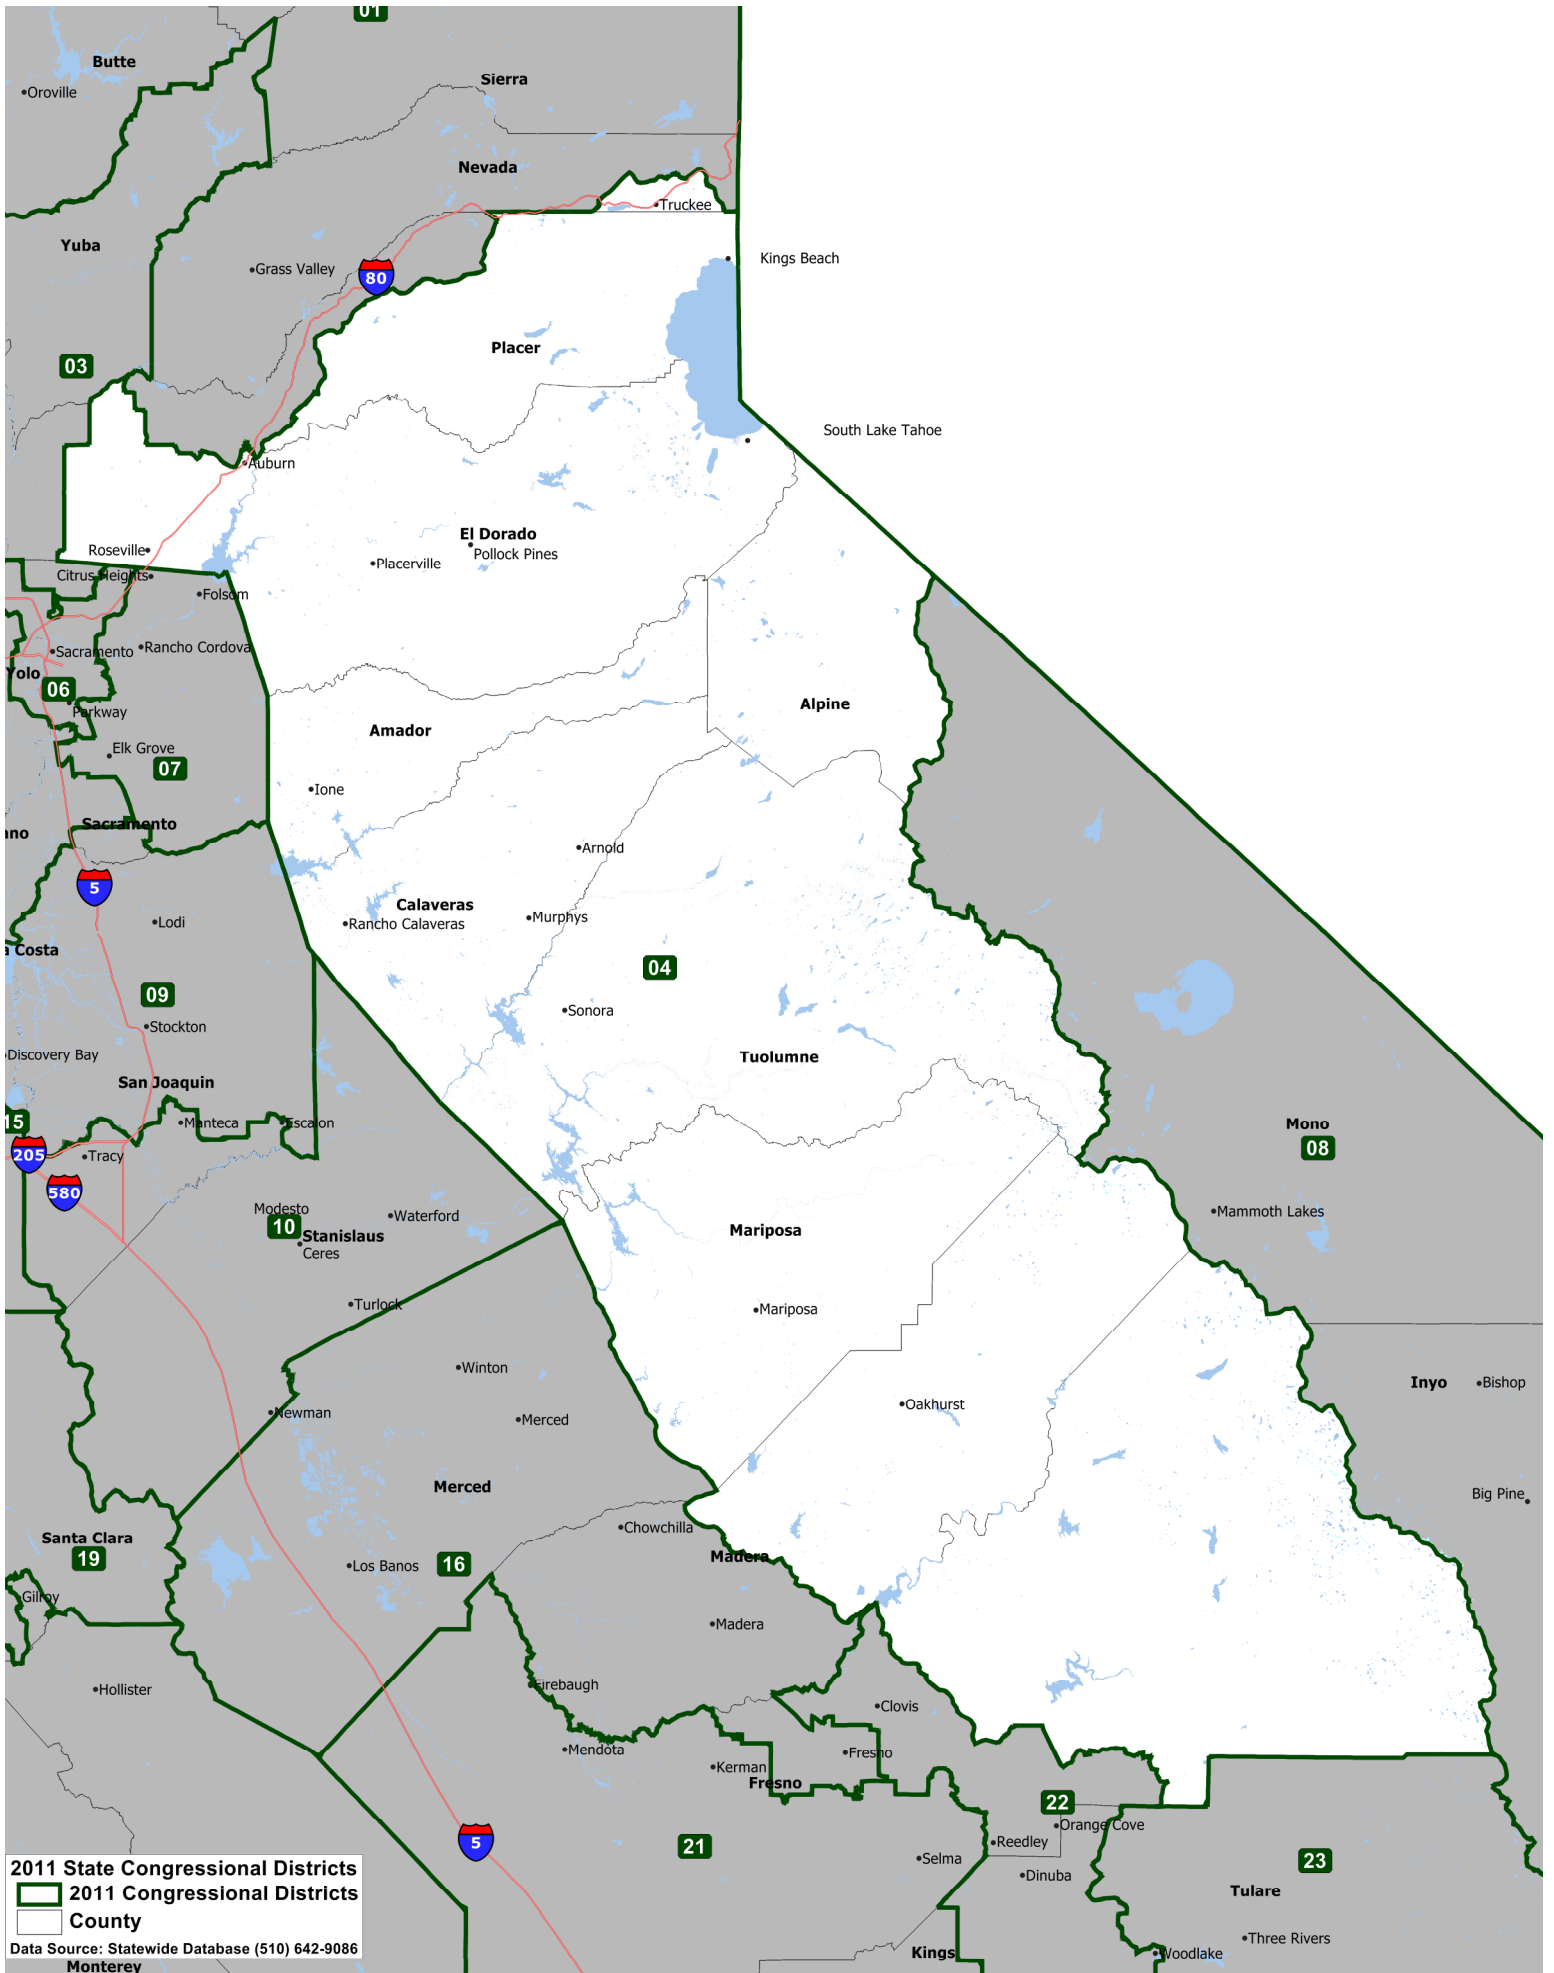 01
Butte
Sierra
Oroville
Nevada
Truckee
Yuba
Kings Beach
Grass Valley
80
Placer
03
South Lake Tahoe
Auburn
El Dorado
Roseville
Pollock Pines
Placerville
Citrus Heights
Folsom
Rancho Cordova
Sacramento
Yolo
06
Alpine
Parkway
Amador
Elk Grove
07
Ione
Sacramento
ano
Arnold
5
Calaveras
Murphys
Lodi
Rancho Calaveras
a Costa
04
09
Sonora
Stockton
Discovery Bay
Tuolumne
San Joaquin
15
Manteca
Escalon
Mono
08
205
Tracy
580
Modesto
Mammoth Lakes
Waterford
10
Stanislaus
Mariposa
Ceres
Turlock
Mariposa
Winton
Inyo
Bishop
Oakhurst
Newman
Merced
Merced
Big Pine
Chowchilla
Santa Clara
19
Madera
16
Los Banos
Gilroy
Madera
Firebaugh
Hollister
Clovis
Mendota
Fresno
Kerman
Fresno
22
Orange Cove
5
21
Reedley
Selma
23
Dinuba
Tulare
2011 State Congressional Districts
2011 Congressional Districts
County
Data Source: Statewide Database (510) 642-9086
Three Rivers
Kings
Woodlake
Monterey